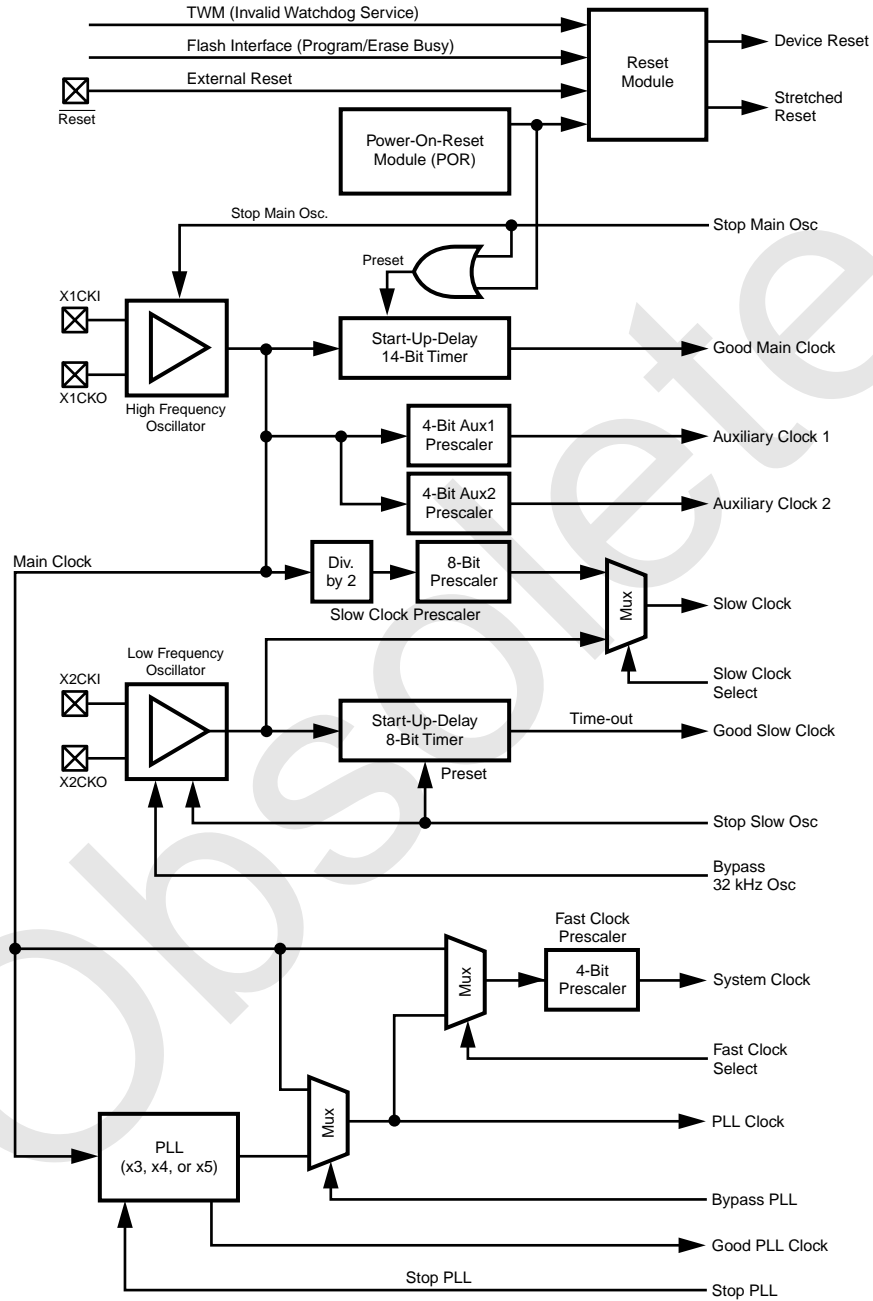 TWM (Invalid Watchdog Service)
Flash Interface (Program/Erase Busy)
External Reset
Reset
Reset
Module
Device Reset
Stretched
Reset
Power-On-Reset
Module (POR)
Stop Main Osc.
Stop Main Osc
Preset
X1CKI
X1CKO
High Frequency
Oscillator
Start-Up-Delay
14-Bit Timer
Good Main Clock
4-Bit Aux1
Prescaler
Auxiliary Clock 1
4-Bit Aux2
Prescaler
Auxiliary Clock 2
Main Clock
Div.
by 2
8-Bit
Prescaler
Slow Clock Prescaler
Mux
Slow Clock
Slow Clock
Select
Low Frequency
Oscillator
X2CKI
X2CKO
Start-Up-Delay
8-Bit Timer
Time-out
Good Slow Clock
Preset
Stop Slow Osc
Bypass
32 kHz Osc
Fast Clock
Prescaler
Mux
4-Bit
Prescaler
System Clock
Fast Clock
Select
Mux
PLL Clock
PLL
(x3, x4, or x5)
Bypass PLL
Good PLL Clock
Stop PLL
Stop PLL
Obsolete